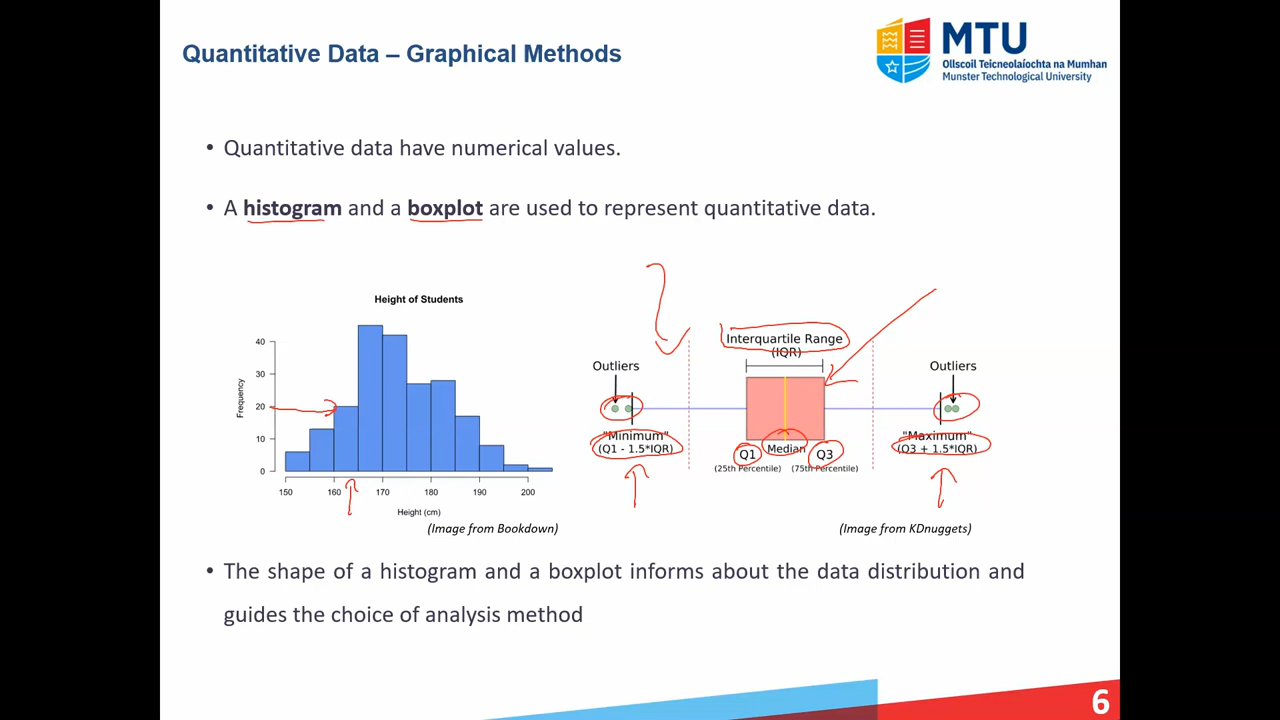 Quantitative Data – Graphical Methods
MTU
Ollscoil Teicneolaíochta na Mumhan
Munster Technological University
• Quantitative data have numerical values.
• A histogram and a boxplot are used to represent quantitative data.
Height of Students
Frequency
40
30
20
10
0
150 160 170 180 190 200
Height (cm)
(Image from Bookdown)
Interquartile Range
(IQR)
Outliers
Outliers
"Minimum"
(Q1 - 1.5*IQR)
Q1
(25th Percentile)
Median
Q3
(75th Percentile)
"Maximum"
(Q3 + 1.5*IQR)
(Image from KDnuggets)
• The shape of a histogram and a boxplot informs about the data distribution and
guides the choice of analysis method
6